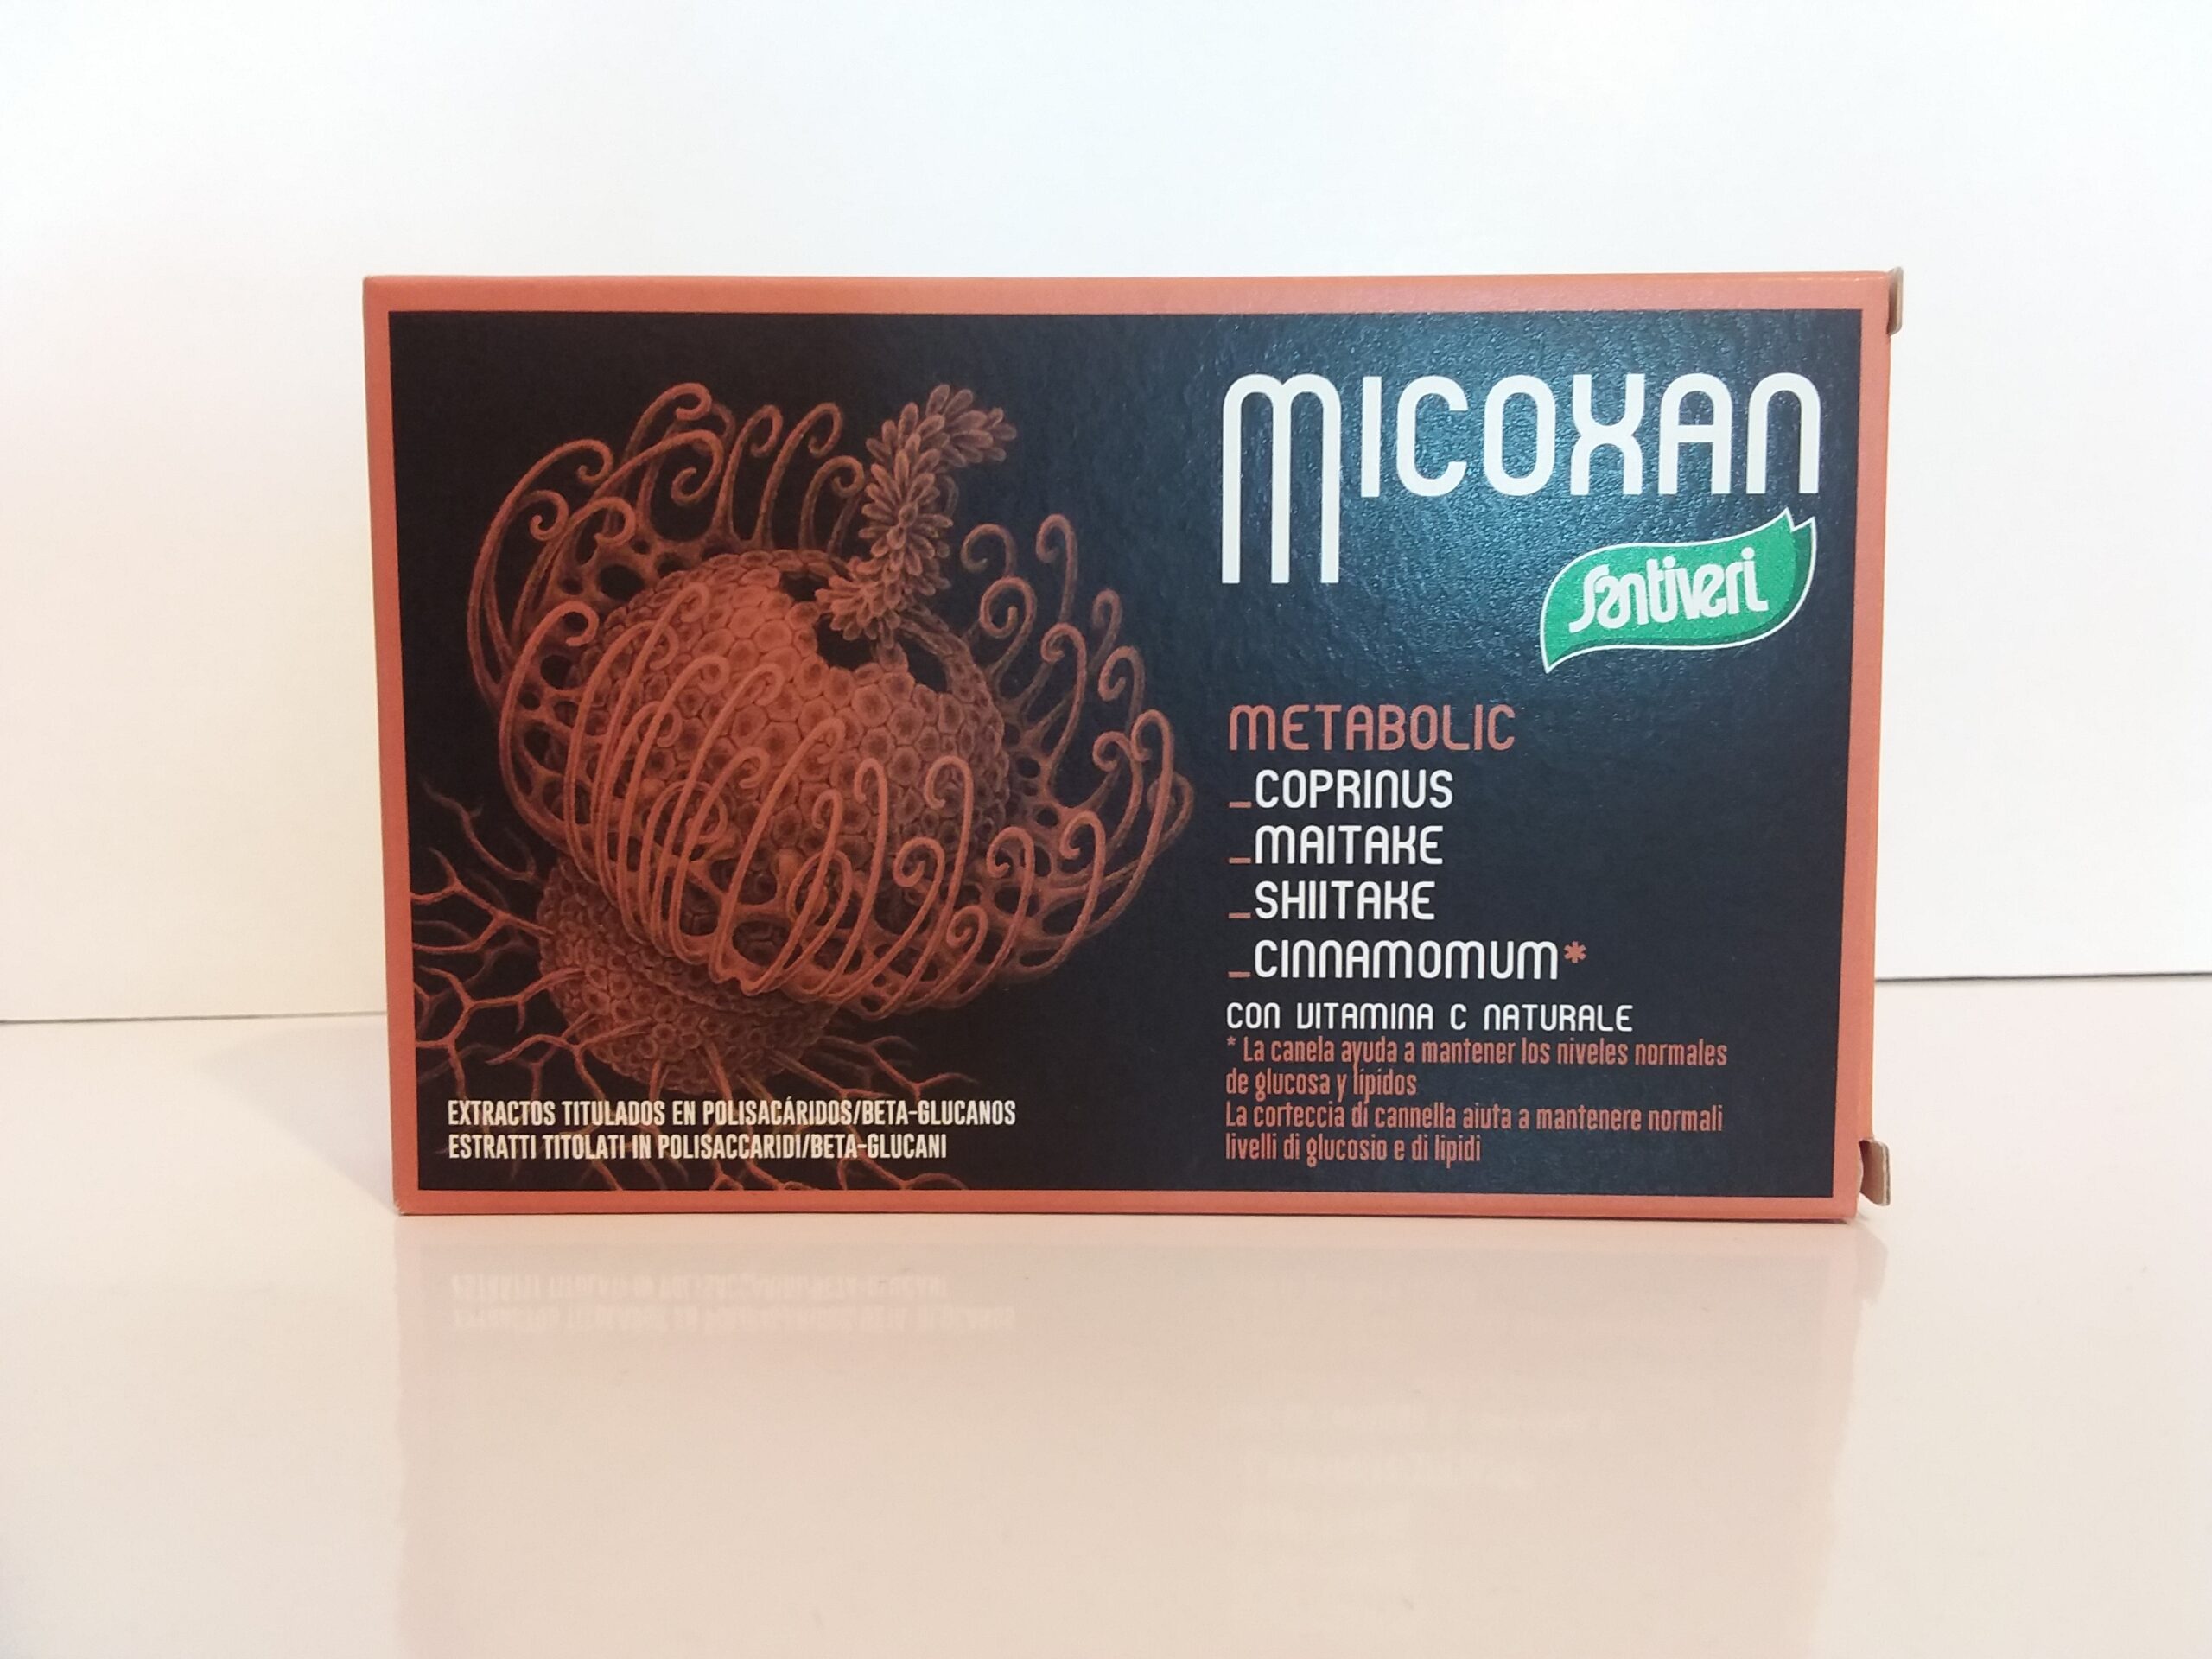 MICOXAN
Santiveri
METABOLIC
_COPRINUS
_MAITAKE
_SHIITAKE
_CINNAMOMUM*
CON VITAMINA C NATURALE
* La canela ayuda a mantener los niveles normales
de glucosa y lípidos
La corteccia di cannella aiuta a mantenere normali
livelli di glucosio e di lipidi
EXTRACTOS TITULADOS EN POLISACÁRIDOS/BETA-GLUCANOS
ESTRATTI TITOLATI IN POLISACCARIDI/BETA-GLUCANI